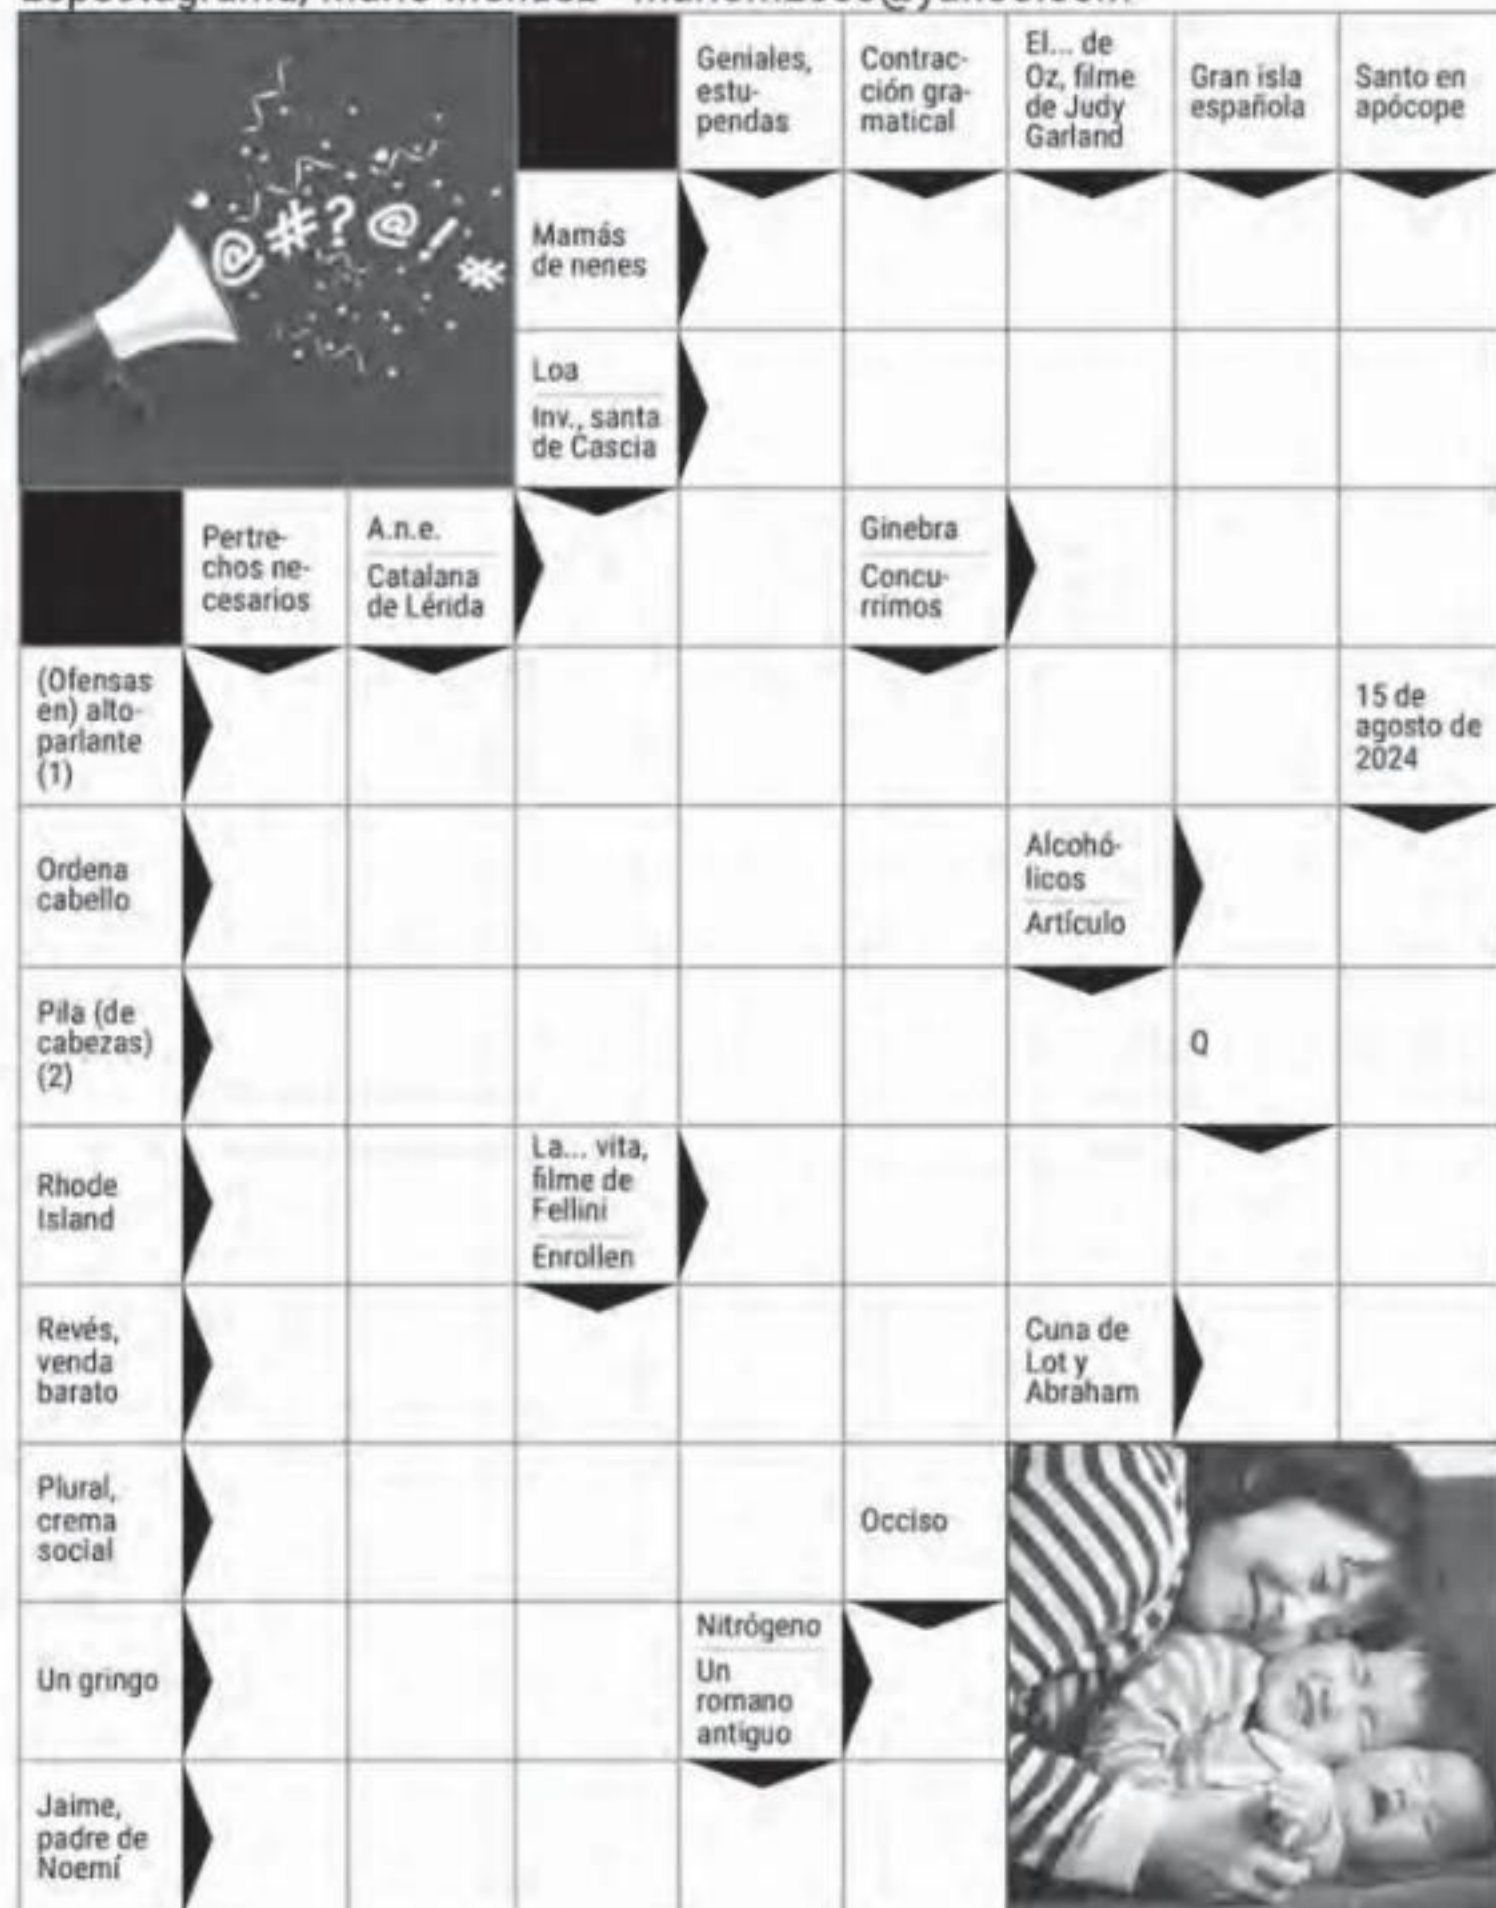 Geniales,
estu-
pendas
Contrac-
ción gra-
matical
El... de
Oz, filme
de Judy
Garland
Gran isla
española
Santo en
apócope
@#?@!*
Mamás
de nenes
Loa
Inv., santa
de Cascia
Pertre-
chos ne-
cesarios
A.n.e.
Catalana
de Lérida
Ginebra
Concu-
rrimos
(Ofensas
en) alto-
parlante
(1)
15 de
agosto de
2024
Ordena
cabello
Alcohó-
licos
Artículo
Pila (de
cabezas)
(2)
Q
Rhode
Island
La... vita,
filme de
Fellini
Enrollen
Revés,
venda
barato
Cuna de
Lot y
Abraham
Plural,
crema
social
Occiso
Un gringo
Nitrógeno
Un
romano
antiguo
Jaime,
padre de
Noemí